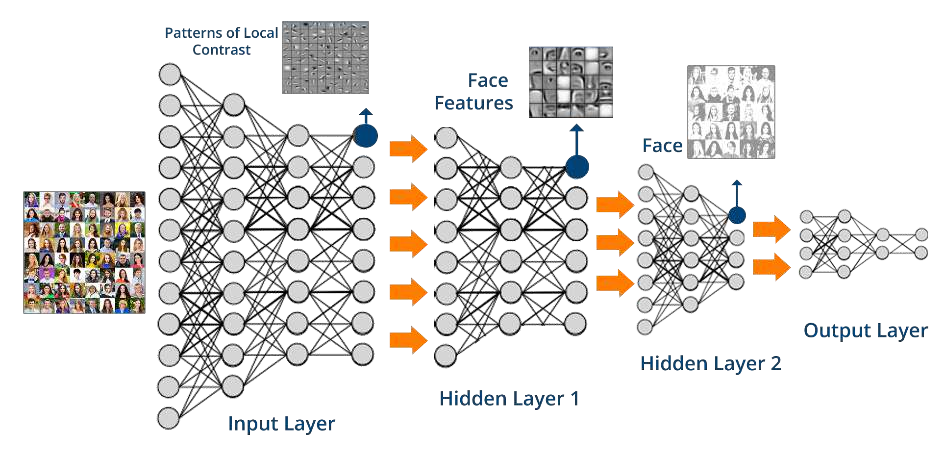 Patterns of Local
Contrast
Face
Features
Face
Input Layer
Hidden Layer 1
Hidden Layer 2
Output Layer